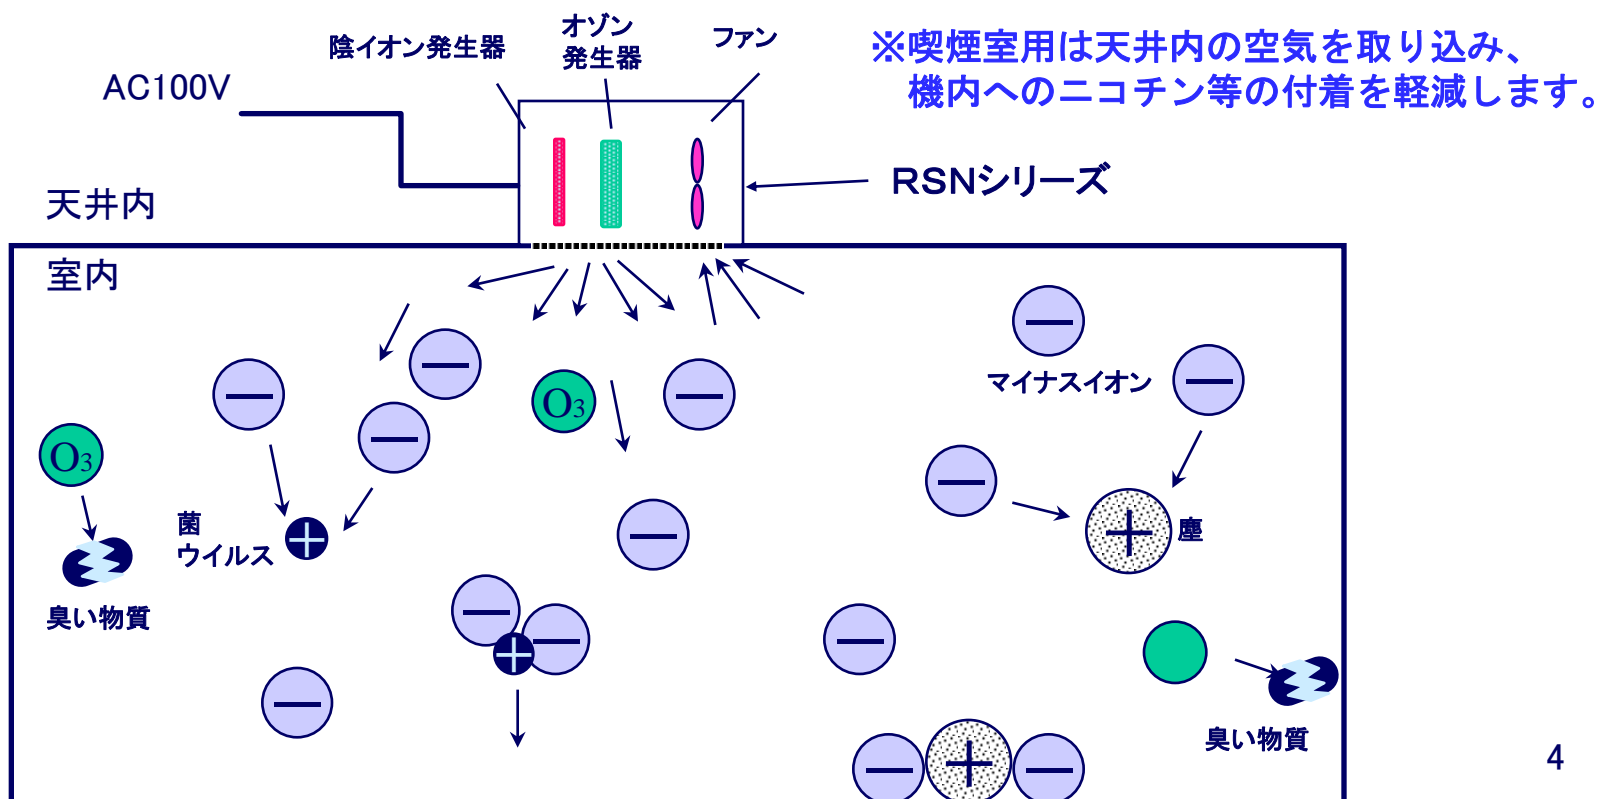 陰イオン発生器
オゾン
発生器
ファン
※喫煙室用は天井内の空気を取り込み、
機内へのニコチン等の付着を軽減します。
AC100V
RSNシリーズ
天井内
室内
マイナスイオン
O3
O3
菌
ウイルス
塵
臭い物質
臭い物質
4